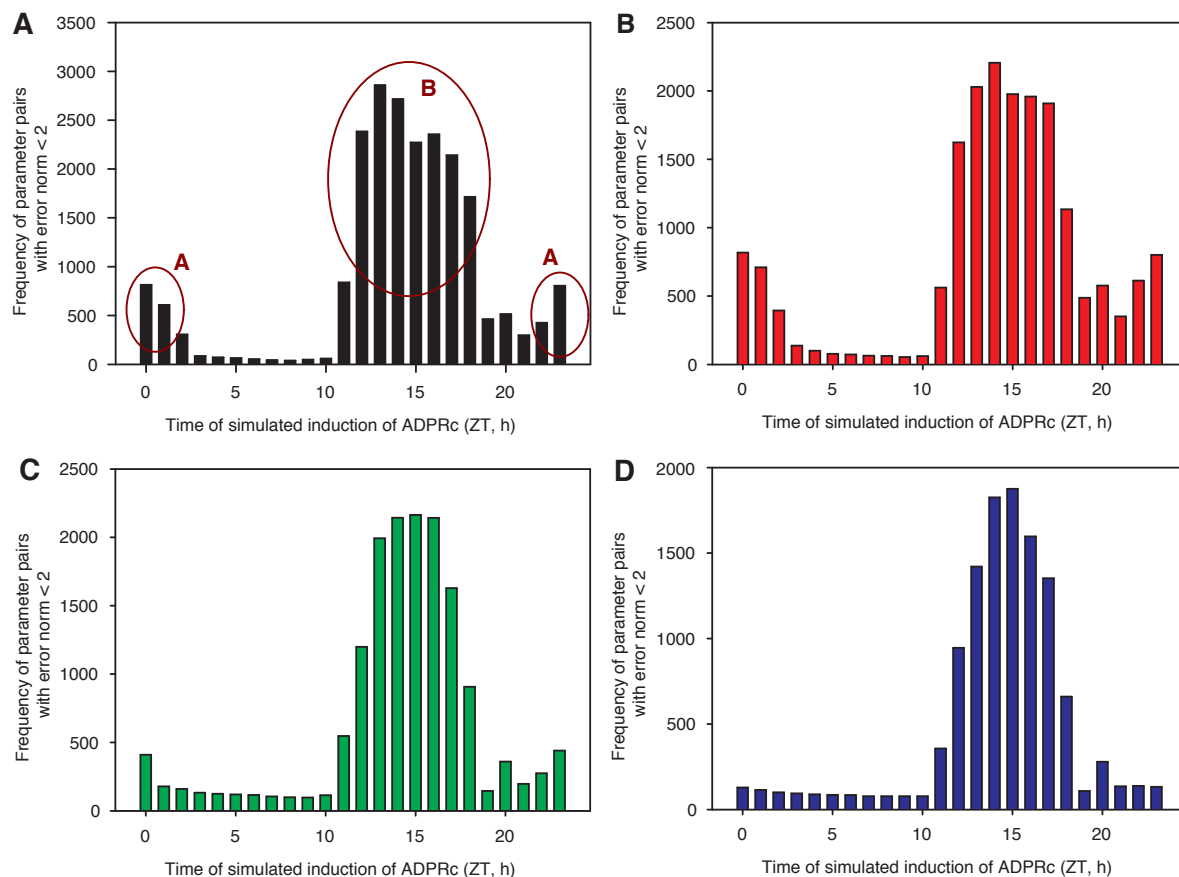 A
Frequency of parameter pairs
with error norm < 2
3500
3000
2500
2000
1500
1000
500
0
A
B
A
0 5 10 15 20
Time of simulated induction of ADPRc (ZT, h)
B
Frequency of parameter pairs
with error norm < 2
2500
2000
1500
1000
500
0
0 5 10 15 20
Time of simulated induction of ADPRc (ZT, h)
C
Frequency of parameter pairs
with error norm < 2
2500
2000
1500
1000
500
0
0 5 10 15 20
Time of simulated induction of ADPRc (ZT, h)
D
Frequency of parameter pairs
with error norm < 2
2000
1500
1000
500
0
0 5 10 15 20
Time of simulated induction of ADPRc (ZT, h)